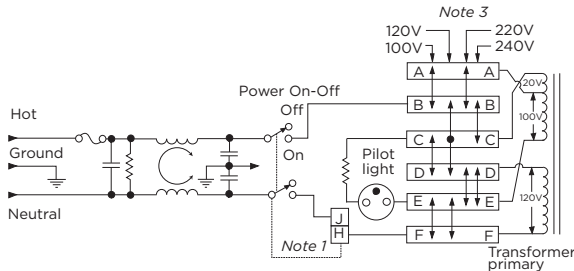 Note 3
120V 220V
100V 240V
A A
20V
Power On-Off
Off
B B
100V
Hot
C C
On
Pilot
light
Ground
D D
120V
E E
Neutral
J
H
Note 1
F F
Transformer
primary